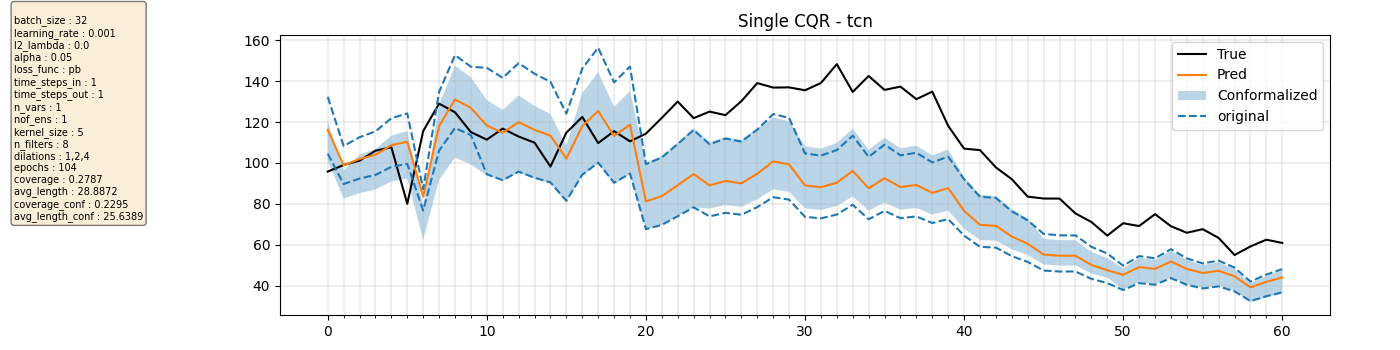 batch_size : 32
learning_rate : 0.001
l2_lambda : 0.0
alpha : 0.05
loss_func : pb
time_steps_in : 1
time_steps_out : 1
n_vars : 1
nof_ens : 1
kernel_size : 5
n_filters : 8
dilations : 1,2,4
epochs : 104
coverage : 0.2787
avg_length : 28.8872
coverage_conf : 0.2295
avg_length_conf : 25.6389
Single CQR - tcn
True
Pred
Conformalized
original
160
140
120
100
80
60
40
0 10 20 30 40 50 60